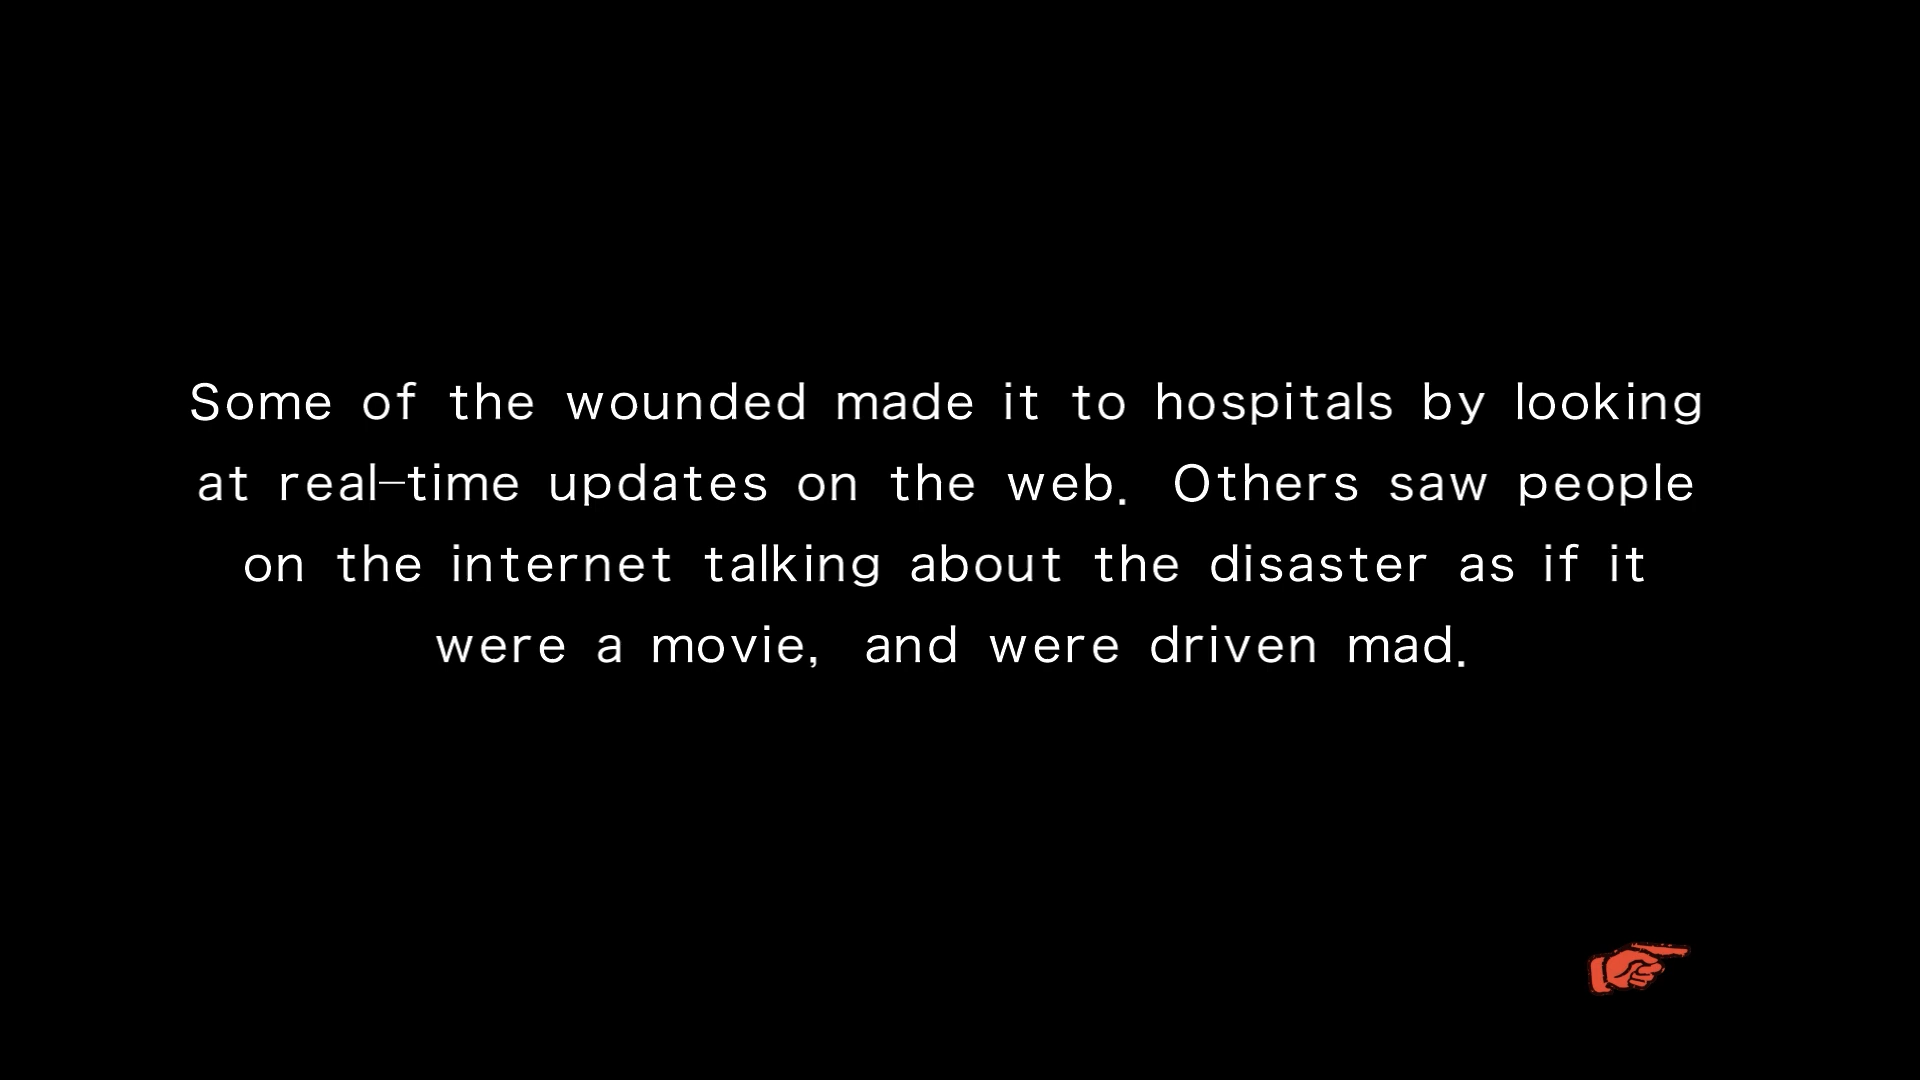 Some of the wounded made it to hospitals by looking
at real-time updates on the web. Others saw people
on the internet talking about the disaster as if it
were a movie, and were driven mad.